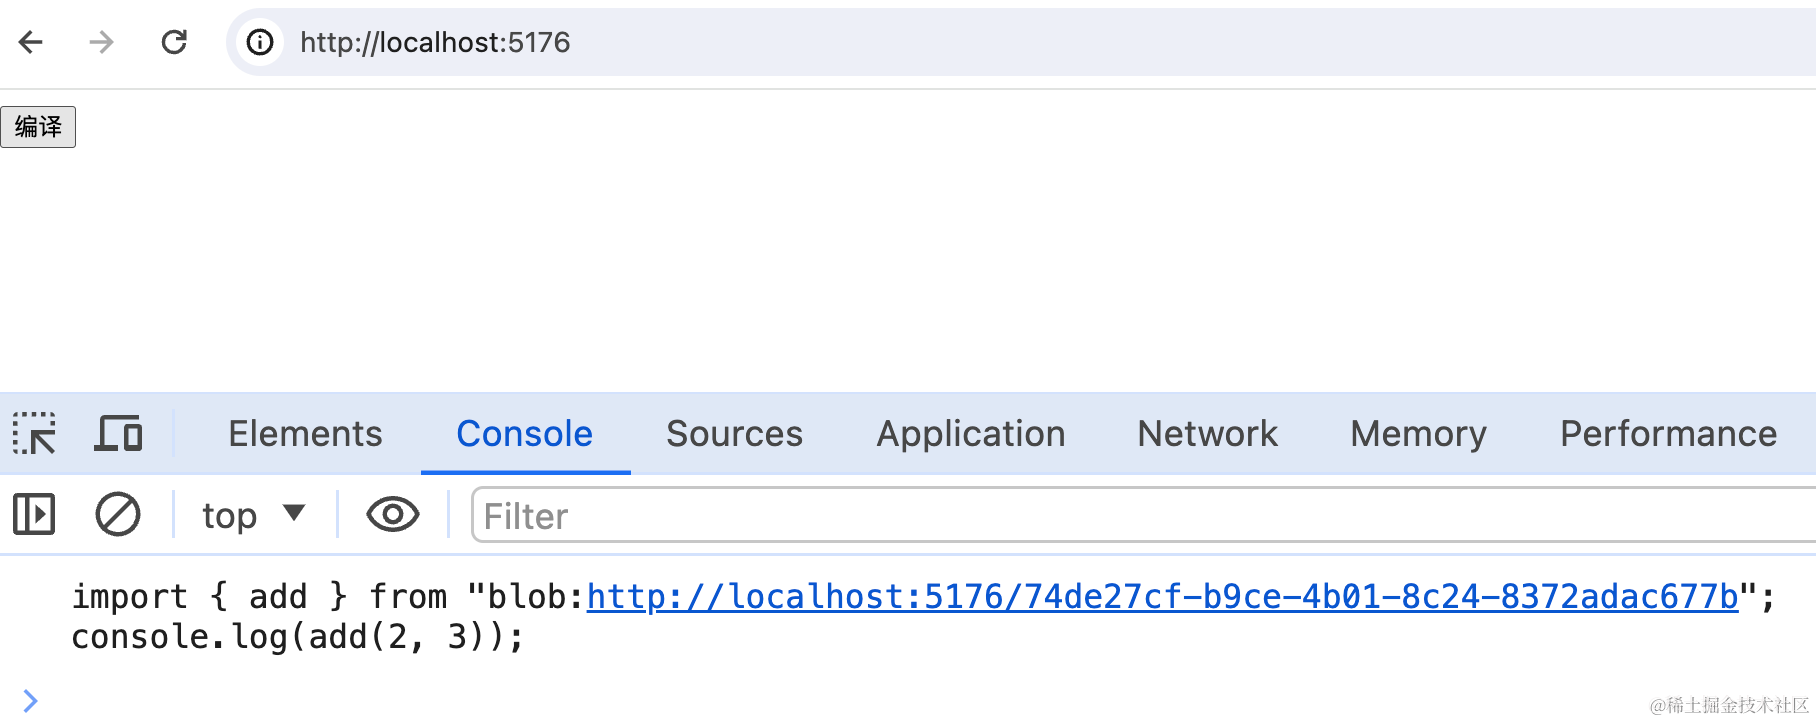 http://localhost:5176
编译
Elements Console Sources Application Network Memory Performance
top Filter
import { add } from "blob:http://localhost:5176/74de27cf-b9ce-4b01-8c24-8372adac677b";
console.log(add(2, 3));
@稀土掘金技术社区